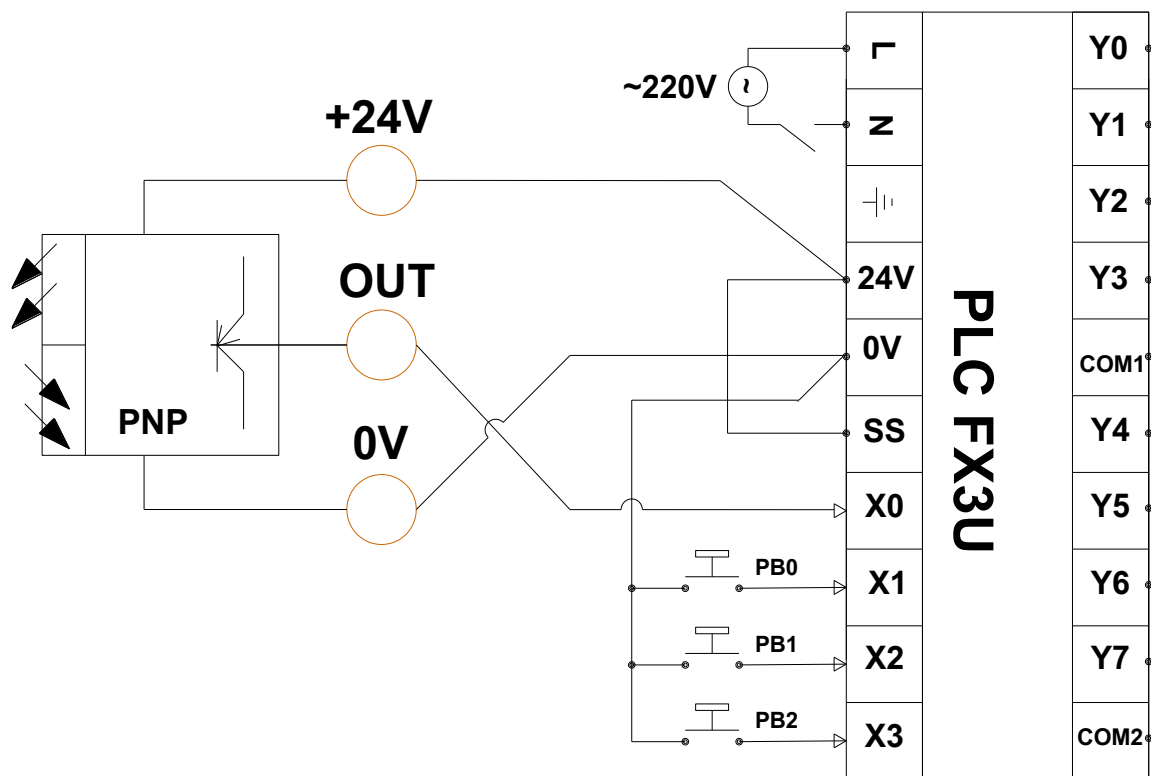 +24V
OUT
0V
PNP
~220V
~
L
N
24V
0V
SS
X0
X1
X2
X3
PB0
PB1
PB2
PLC FX3U
Y0
Y1
Y2
Y3
COM1
Y4
Y5
Y6
Y7
COM2